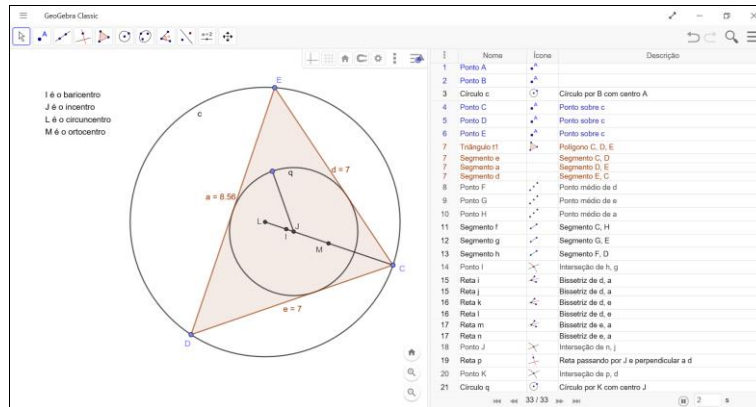 GeoGebra Classic
I é o baricentro
J é o incentro
L é o circuncentro
M é o ortocentro
E
c
q
d = 7
a = 8.56
L
J
I
M
C
e = 7
D
Nome Ícone Descrição
1 Ponto A
2 Ponto B
3 Círculo c Círculo por B com centro A
4 Ponto C Ponto sobre c
5 Ponto D Ponto sobre c
6 Ponto E Ponto sobre c
7 Triângulo t1 Polígono C, D, E
7 Segmento e Segmento C, D
7 Segmento a Segmento D, E
7 Segmento d Segmento E, C
8 Ponto F Ponto médio de d
9 Ponto G Ponto médio de e
10 Ponto H Ponto médio de a
11 Segmento f Segmento C, H
12 Segmento g Segmento G, E
13 Segmento h Segmento F, D
14 Ponto I Interseção de h, g
15 Reta i Bissetriz de d, a
15 Reta j Bissetriz de d, a
16 Reta k Bissetriz de d, e
16 Reta l Bissetriz de d, e
17 Reta m Bissetriz de e, a
17 Reta n Bissetriz de e, a
18 Ponto J Interseção de n, j
19 Reta p Reta passando por J e perpendicular a d
20 Ponto K Interseção de p, d
21 Círculo q Círculo por K com centro J
33 / 33 2 s